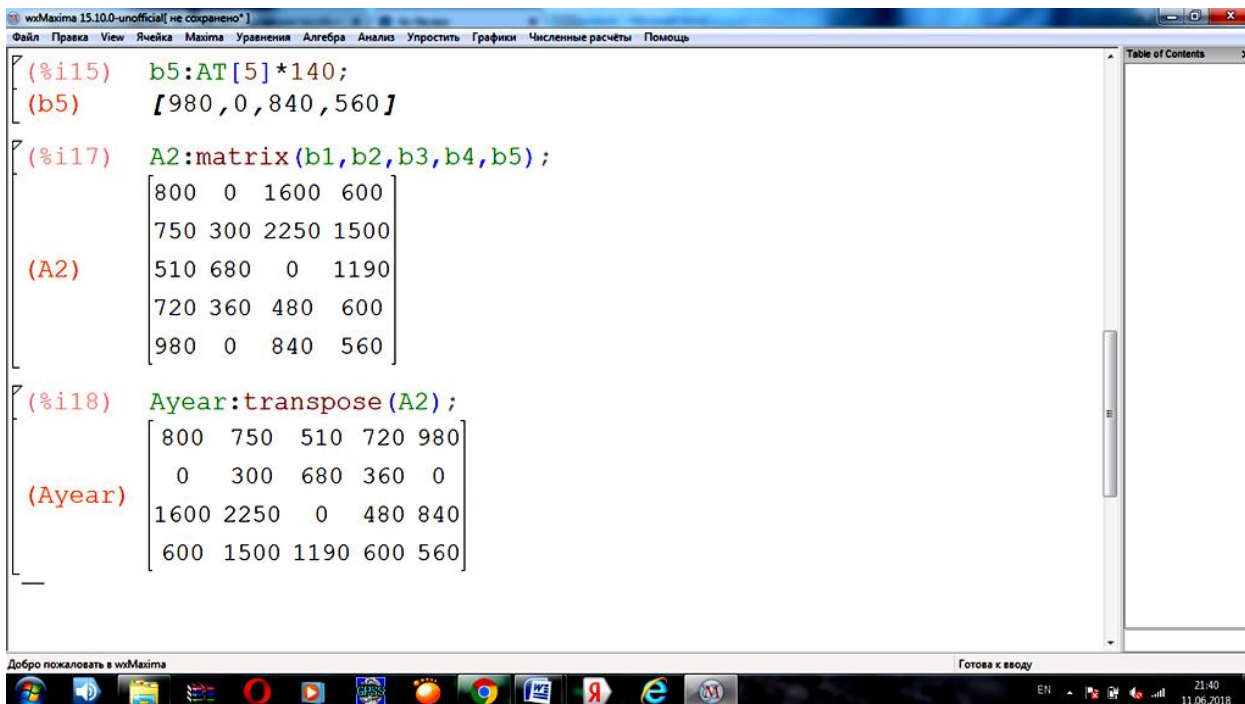 wxMaxima 15.10.0-unofficial[ не сохранено* ]
Файл Правка View Ячейка Maxima Уравнения Алгебра Анализ Упростить Графики Численные расчёты Помощь
Table of Contents
(%i15) b5:AT[5]*140;
(b5) [980,0,840,560]
(%i17) A2:matrix(b1,b2,b3,b4,b5);
800 0 1600 600
750 300 2250 1500
(A2) 510 680 0 1190
720 360 480 600
980 0 840 560
(%i18) Ayear:transpose(A2);
800 750 510 720 980
0 300 680 360 0
(Ayear)
1600 2250 0 480 840
600 1500 1190 600 560
Добро пожаловать в wxMaxima
Готова к вводу
GPSS
W
Я
M
EN
21:40
11.06.2018